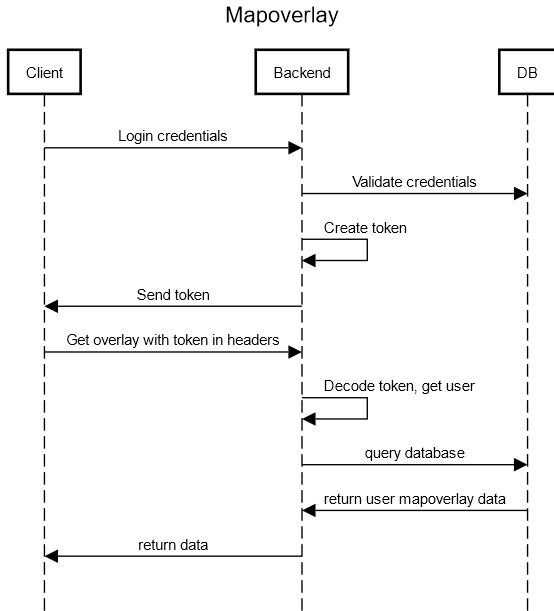 Mapoverlay
Client
Backend
DB
Login credentials
Validate credentials
Create token
Send token
Get overlay with token in headers
Decode token, get user
query database
return user mapoverlay data
return data